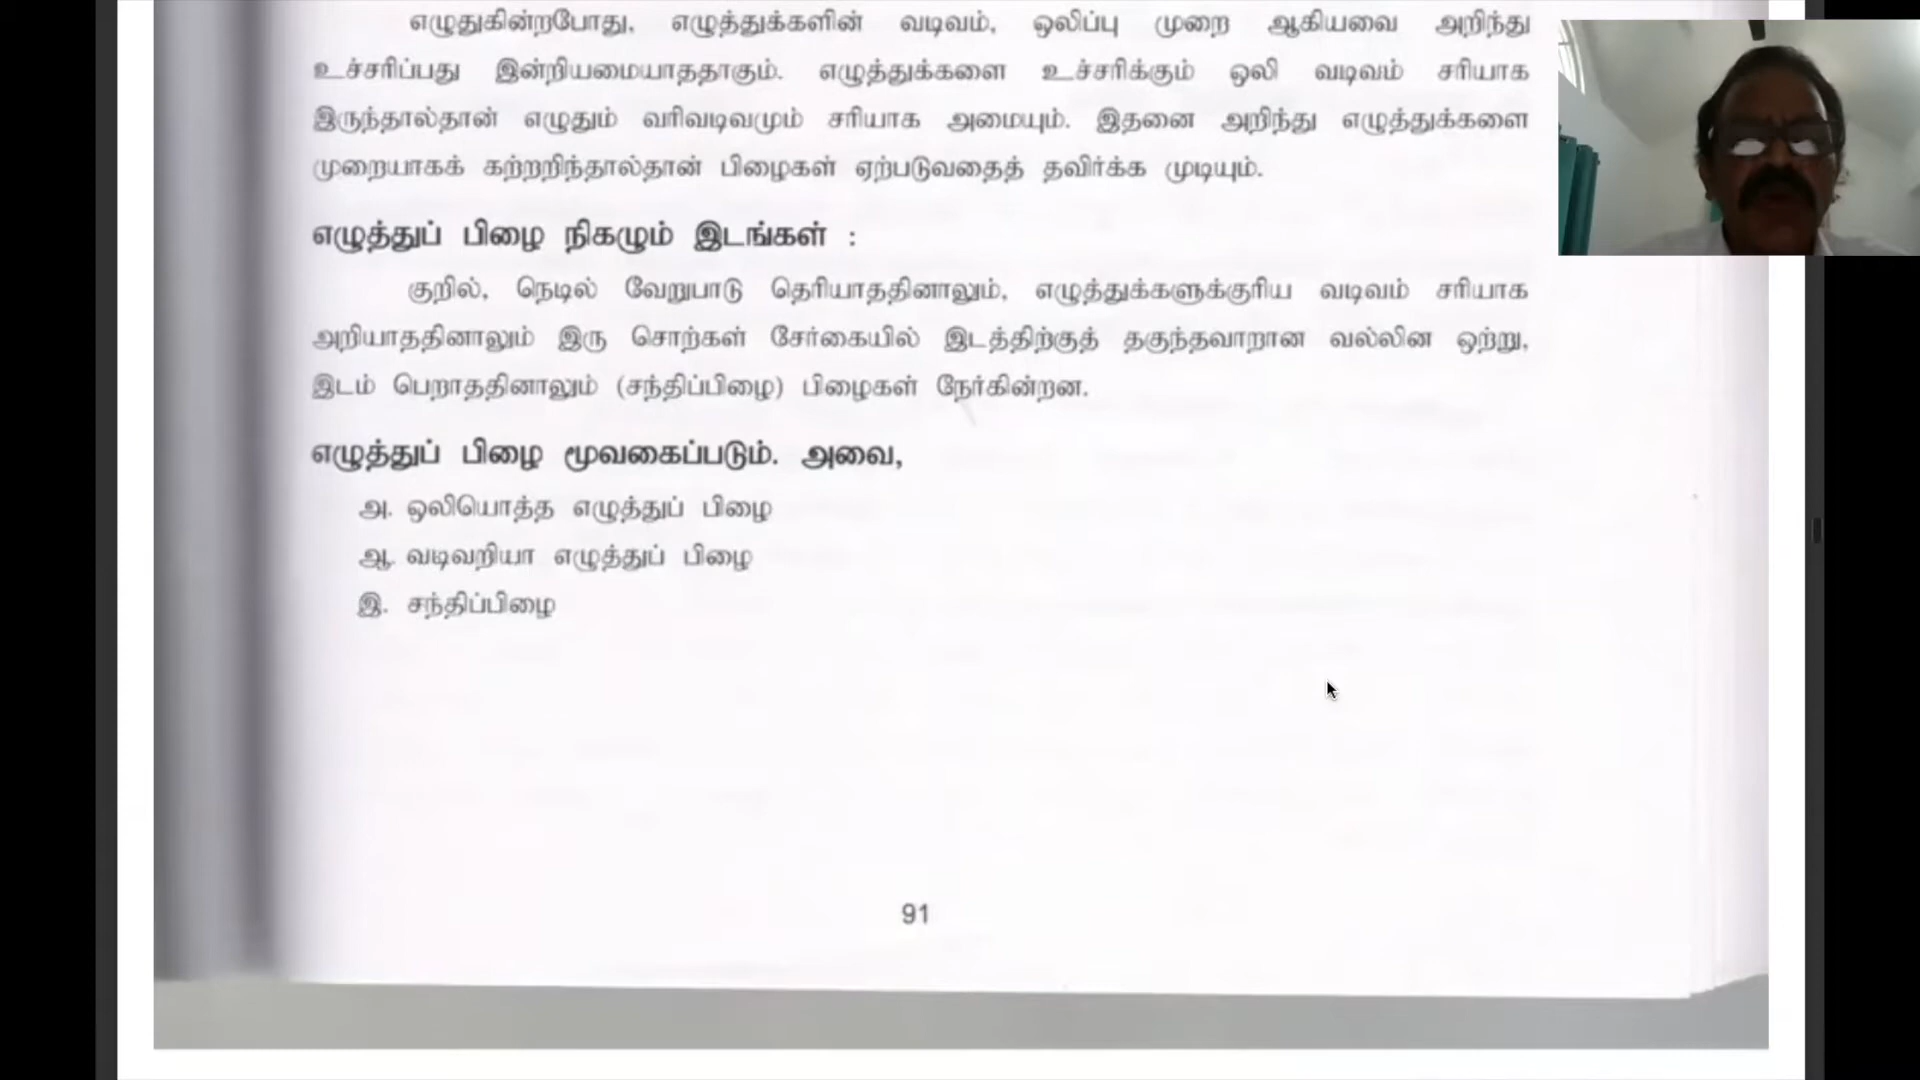 எழுதுகின்றபோது, எழுத்துக்களின் வடிவம், ஒலிப்பு முறை ஆகியவை அறிந்து
உச்சரிப்பது இன்றியமையாததாகும். எழுத்துக்களை உச்சரிக்கும் ஒலி வடிவம் சரியாக
இருந்தால்தான் எழுதும் வரிவடிவமும் சரியாக அமையும். இதனை அறிந்து எழுத்துக்களை
முறையாகக் கற்றறிந்தால்தான் பிழைகள் ஏற்படுவதைத் தவிர்க்க முடியும்.
எழுத்துப் பிழை நிகழும் இடங்கள் :
குறில், நெடில் வேறுபாடு தெரியாததினாலும், எழுத்துக்களுக்குரிய வடிவம் சரியாக
அறியாததினாலும் இரு சொற்கள் சேர்கையில் இடத்திற்குத் தகுந்தவாறான வல்லின ஒற்று,
இடம் பெறாததினாலும் (சந்திப்பிழை) பிழைகள் நேர்கின்றன.
எழுத்துப் பிழை மூவகைப்படும். அவை,
அ. ஒலியொத்த எழுத்துப் பிழை
ஆ. வடிவறியா எழுத்துப் பிழை
இ. சந்திப்பிழை
91